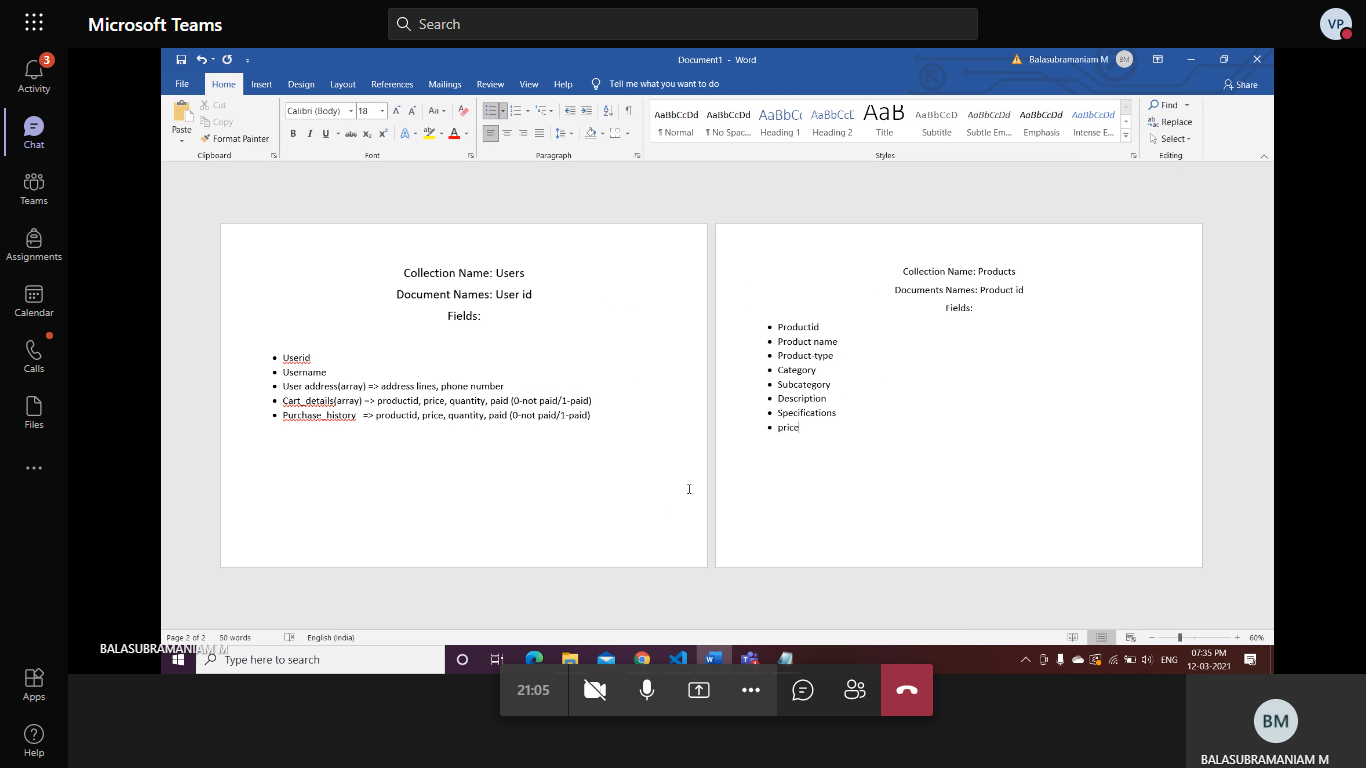 Microsoft Teams
Search
VP
3
Activity
Chat
Teams
Assignments
Calendar
Calls
Files
Apps
Help
Document1 - Word
Balasubramaniam M
BM
File Home Insert Design Layout References Mailings Review View Help Tell me what you want to do
Share
Paste
Cut
Copy
Format Painter
Clipboard
Calibri (Body) 18
Font
Paragraph
AaBbCcDd
¶ Normal
AaBbCcDd
¶ No Spac...
AaBbCc
Heading 1
AaBbCcE
Heading 2
AaB
Title
AaBbCcD
Subtitle
AaBbCcDd
Subtle Em...
AaBbCcDd
Emphasis
AaBbCcDd
Intense E...
Styles
Find
Replace
Select
Editing
Collection Name: Users
Document Names: User id
Fields:
• Userid
• Username
• User address(array) => address lines, phone number
• Cart_details(array) => productid, price, quantity, paid (0-not paid/1-paid)
• Purchase_history => productid, price, quantity, paid (0-not paid/1-paid)
Collection Name: Products
Documents Names: Product id
Fields:
• Productid
• Product name
• Product-type
• Category
• Subcategory
• Description
• Specifications
• price
Page 2 of 2 50 words English (India)
60%
BALASUBRAMANIAM M
Type here to search
ENG
07:35 PM
12-03-2021
21:05
BM
BALASUBRAMANIAM M